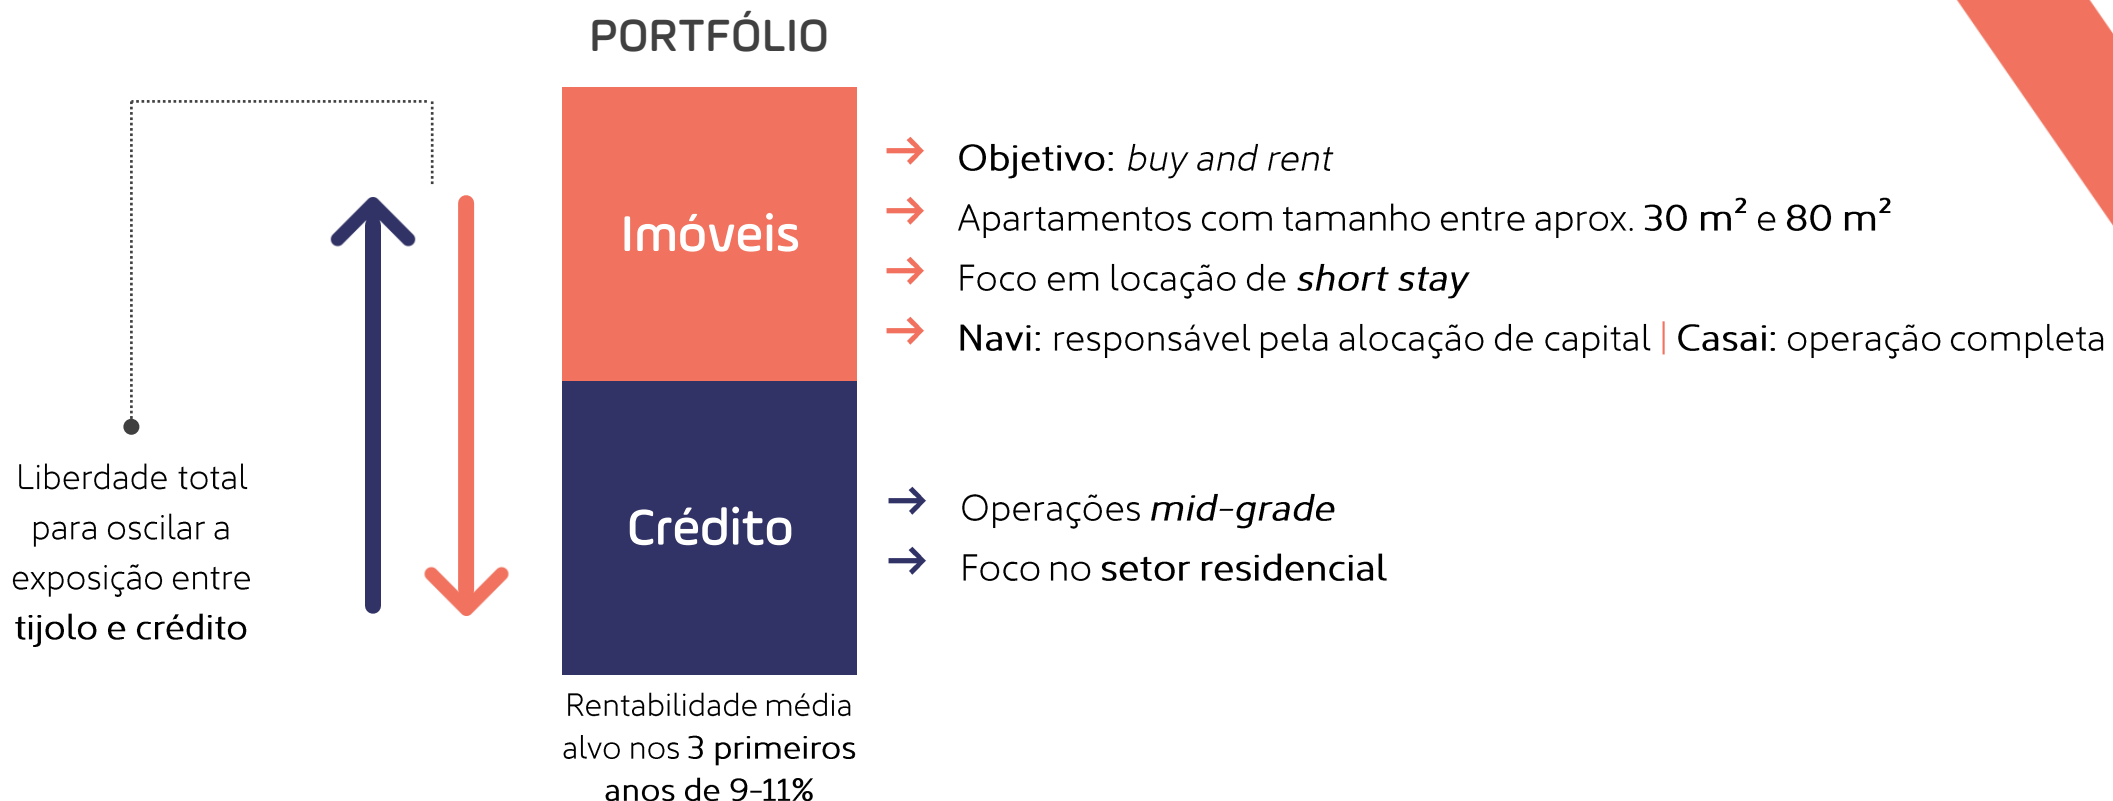 PORTFÓLIO
Imóveis
Objetivo: buy and rent
Apartamentos com tamanho entre aprox. 30 m² e 80 m²
Foco em locação de short stay
Navi: responsável pela alocação de capital | Casai: operação completa
Liberdade total
para oscilar a
exposição entre
tijolo e crédito
Crédito
Operações mid-grade
Foco no setor residencial
Rentabilidade média
alvo nos 3 primeiros
anos de 9-11%